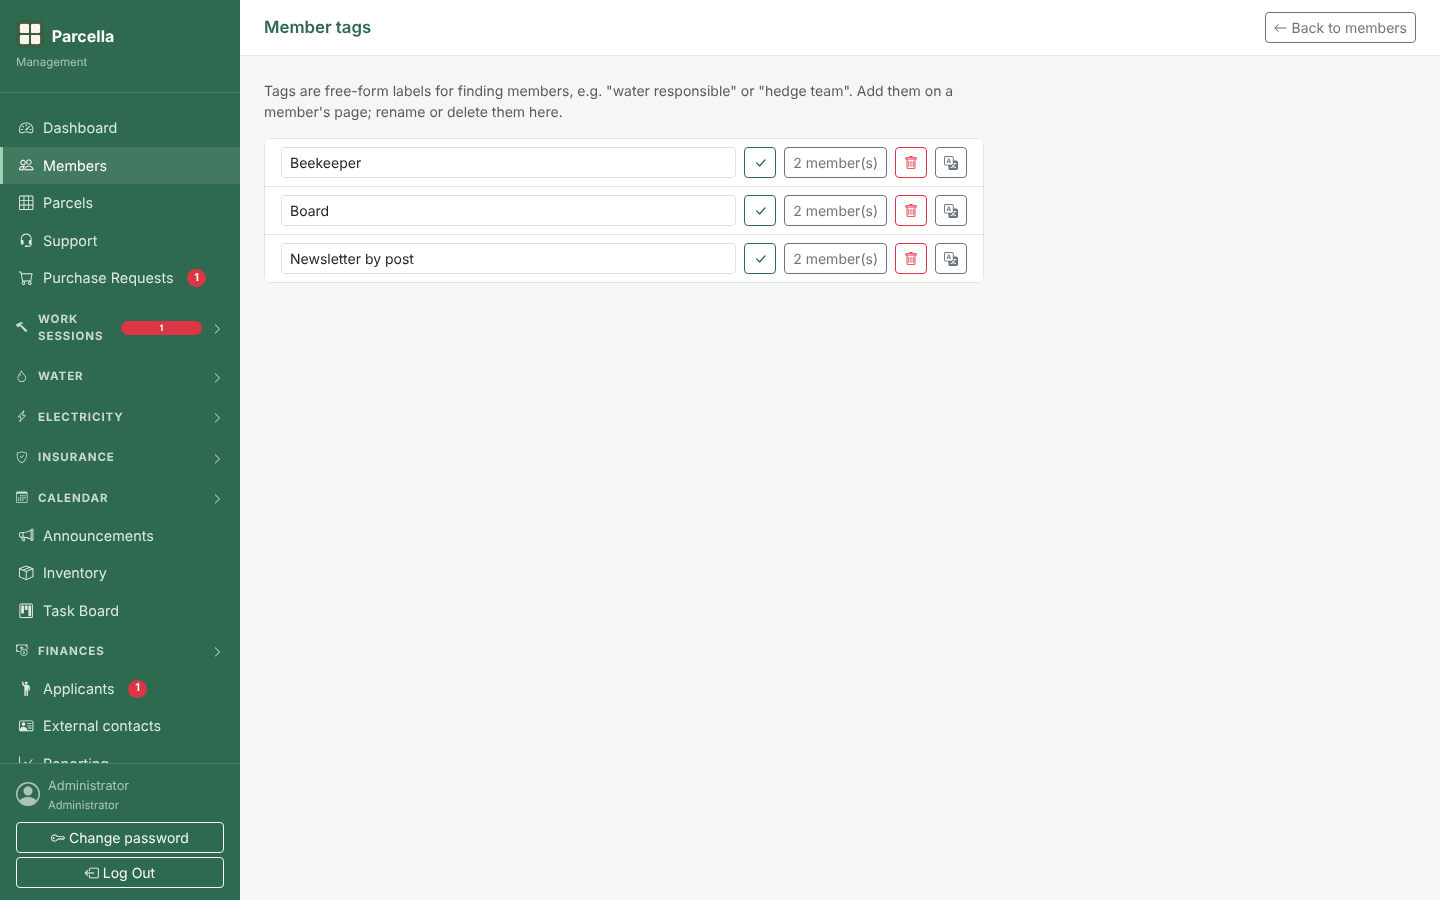 Parcella
Management
Dashboard
Members
Parcels
Support
Purchase Requests 1
WORK SESSIONS 1
WATER
ELECTRICITY
INSURANCE
CALENDAR
Announcements
Inventory
Task Board
FINANCES
Applicants 1
External contacts
Reporting
Administrator
Administrator
Change password
Log Out
Member tags
← Back to members
Tags are free-form labels for finding members, e.g. "water responsible" or "hedge team". Add them on a
member's page; rename or delete them here.
Beekeeper 2 member(s)
Board 2 member(s)
Newsletter by post 2 member(s)